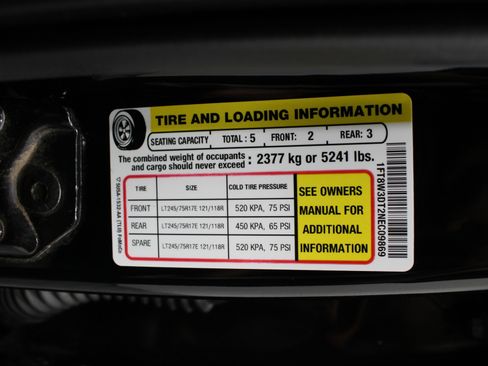 TIRE AND LOADING INFORMATION
SEATING CAPACITY TOTAL : 5 FRONT: 2 REAR: 3
The combined weight of occupants and cargo should never exceed : 2377 kg or 5241 lbs.
TIRE SIZE COLD TIRE PRESSURE
FRONT LT245/75R17E 121/118R 520 KPA, 75 PSI
REAR LT245/75R17E 121/118R 450 KPA, 65 PSI
SPARE LT245/75R17E 121/118R 520 KPA, 75 PSI
SEE OWNERS
MANUAL FOR
ADDITIONAL
INFORMATION
1FT8W3DT2NEC09869